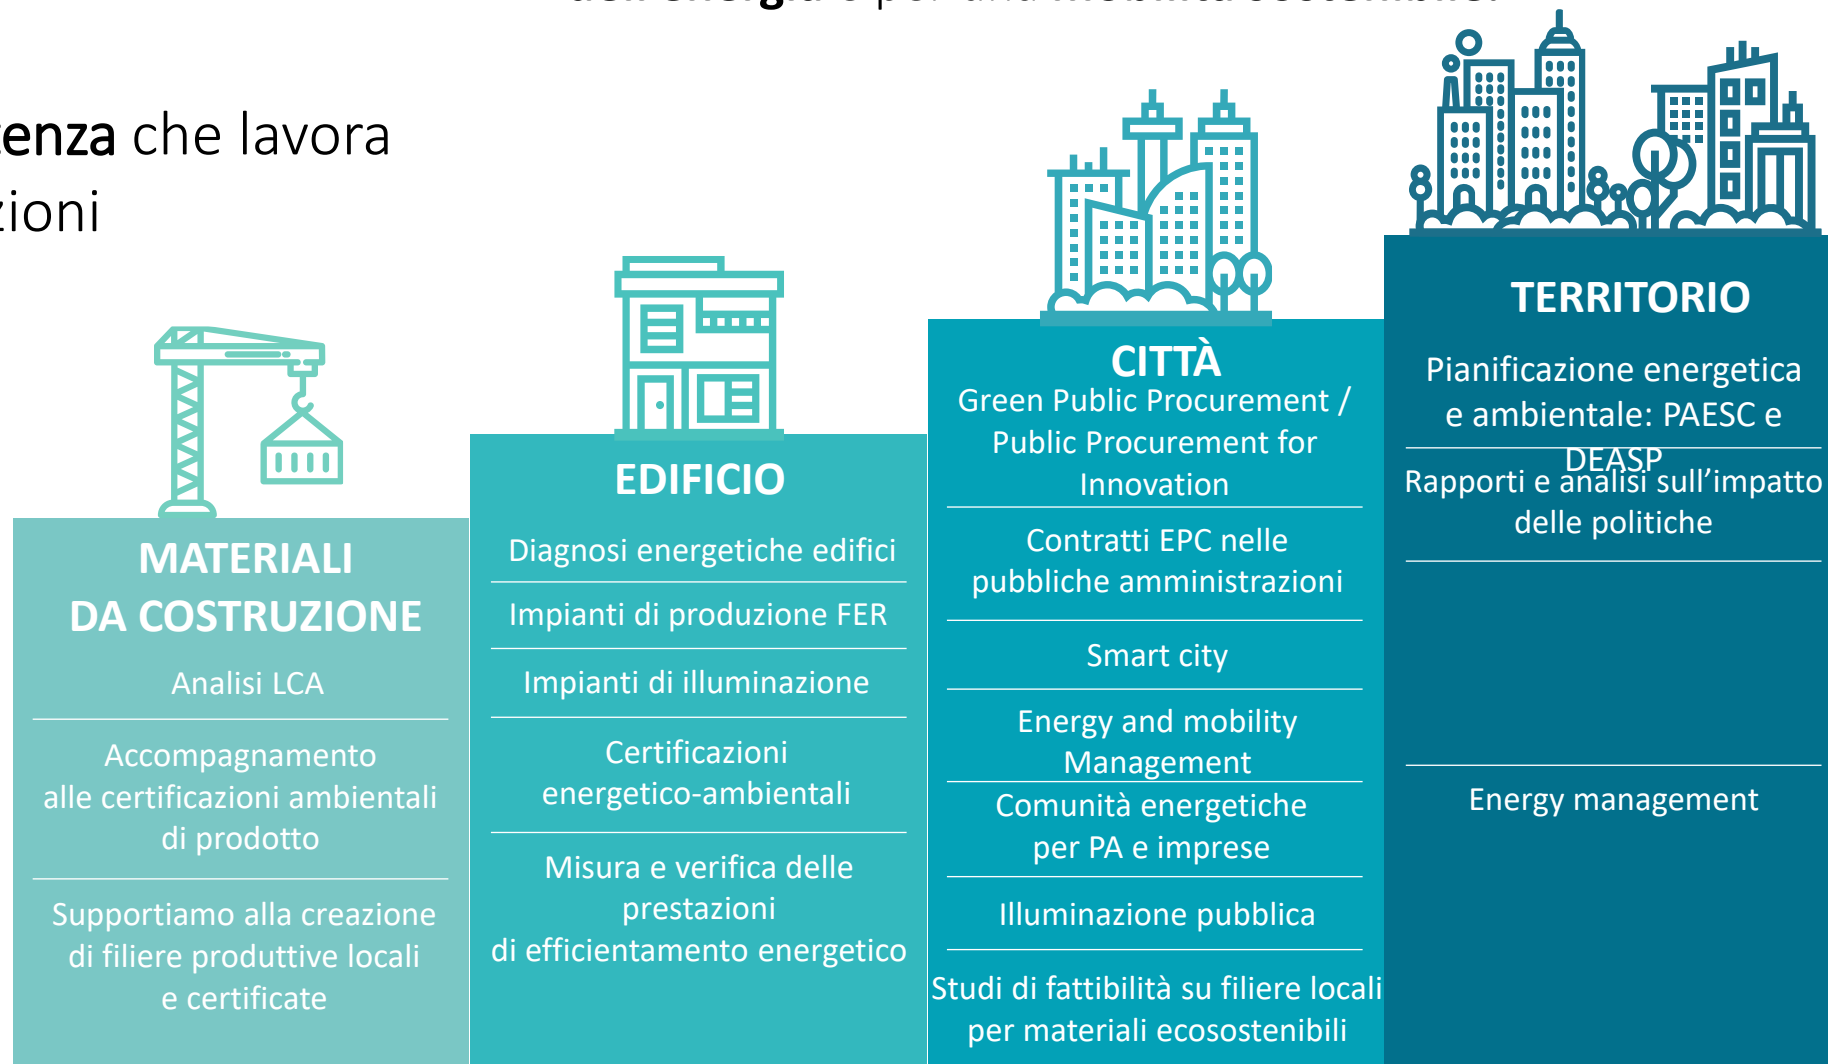 che lavora
MATERIALI
DA COSTRUZIONE
Analisi LCA
Accompagnamento
alle certificazioni ambientali
di prodotto
Supportiamo alla creazione
di filiere produttive locali
e certificate
EDIFICIO
Diagnosi energetiche edifici
Impianti di produzione FER
Impianti di illuminazione
Certificazioni
energetico-ambientali
Misura e verifica delle
prestazioni
di efficientamento energetico
CITTÀ
Green Public Procurement /
Public Procurement for
Innovation
Contratti EPC nelle
pubbliche amministrazioni
Smart city
Energy and mobility
Management
Comunità energetiche
per PA e imprese
Illuminazione pubblica
Studi di fattibilità su filiere locali
per materiali ecosostenibili
TERRITORIO
Pianificazione energetica
e ambientale: PAESC e
DEASP
Rapporti e analisi sull’impatto
delle politiche
Energy management